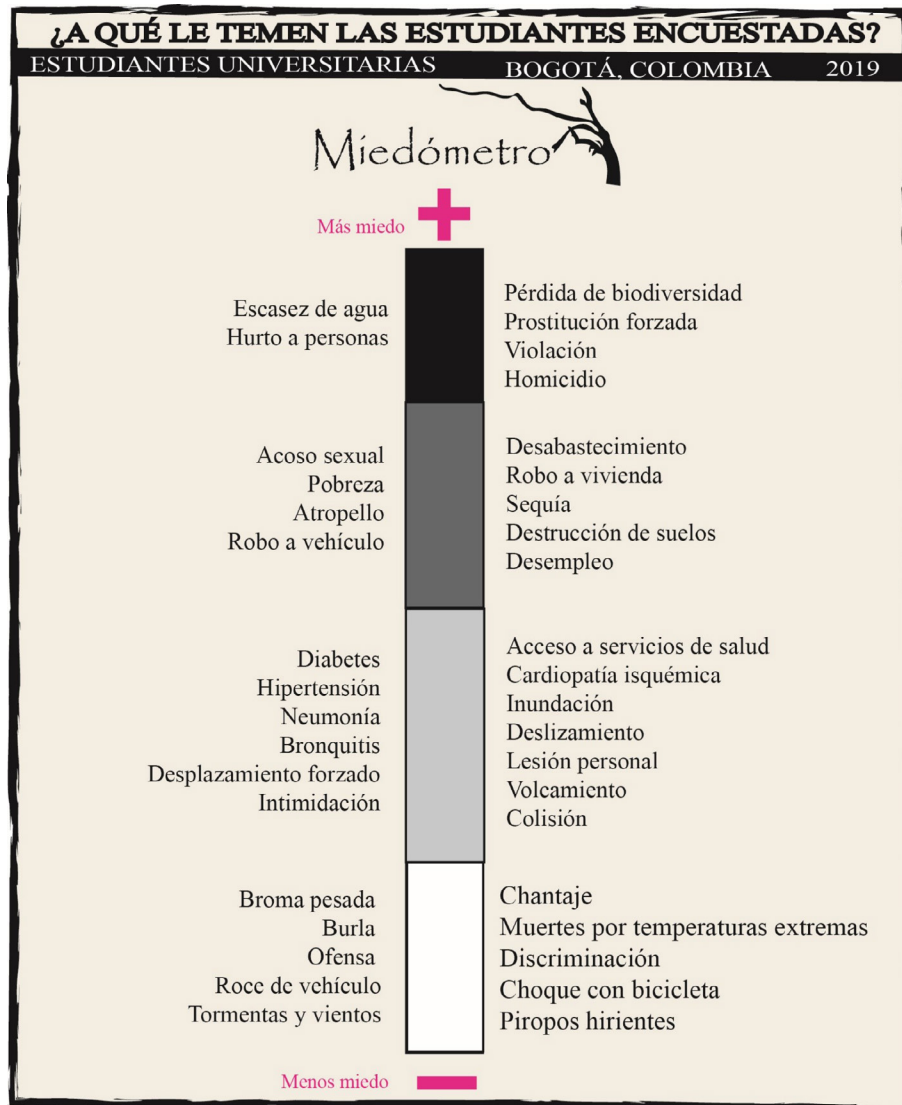 ¿A QUÉ LE TEMEN LAS ESTUDIANTES ENCUESTADAS?
ESTUDIANTES UNIVERSITARIAS BOGOTÁ, COLOMBIA 2019
Miedómetro
Más miedo
+
Escasez de agua
Hurto a personas
Pérdida de biodiversidad
Prostitución forzada
Violación
Homicidio
Acoso sexual
Pobreza
Atropello
Robo a vehículo
Desabastecimiento
Robo a vivienda
Sequía
Destrucción de suelos
Desempleo
Diabetes
Hipertensión
Neumonía
Bronquitis
Desplazamiento forzado
Intimidación
Acceso a servicios de salud
Cardiopatía isquémica
Inundación
Deslizamiento
Lesión personal
Volcamiento
Colisión
Broma pesada
Burla
Ofensa
Roce de vehículo
Tormentas y vientos
Chantaje
Muertes por temperaturas extremas
Discriminación
Choque con bicicleta
Piropos hirientes
Menos miedo